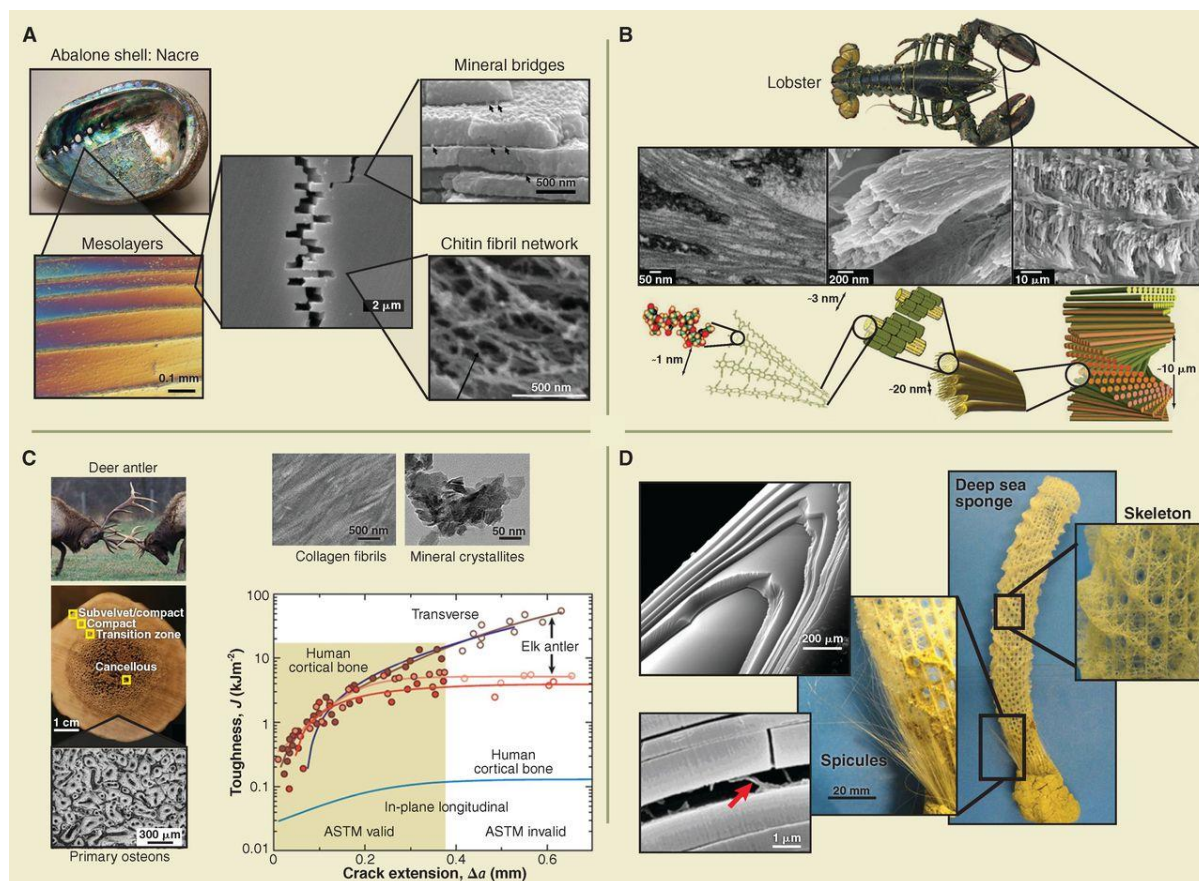 A
Abalone shell: Nacre
Mesolayers
0.1 mm
2 μm
Mineral bridges
500 nm
Chitin fibril network
500 nm
B
Lobster
50 nm
200 nm
10 μm
~1 nm
~3 nm
~20 nm
~10 μm
C
Deer antler
Subvelvet/compact
Compact
Transition zone
Cancellous
1 cm
300 μm
Primary osteons
500 nm
Collagen fibrils
50 nm
Mineral crystallites
Toughness, J (kJm-2)
100
10
1
0.1
0.01
Transverse
Human
cortical bone
Elk antler
Human
cortical bone
In-plane longitudinal
ASTM valid
ASTM invalid
0
0.2
0.4
0.6
Crack extension, Δa (mm)
D
200 μm
1 μm
Spicules
20 mm
Deep sea
sponge
Skeleton